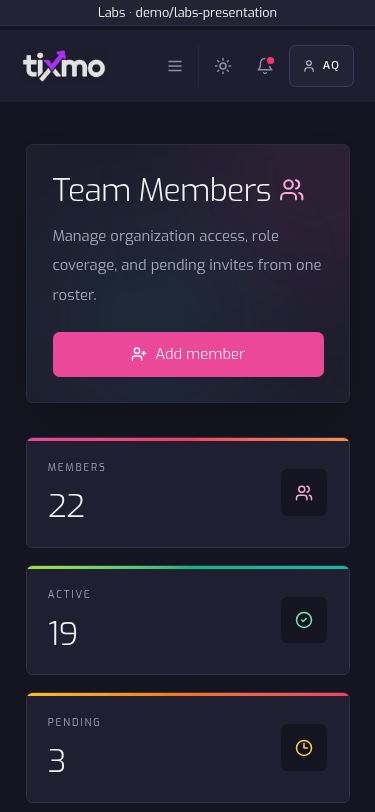 Labs · demo/labs-presentation
tixmo
AQ
Team Members
Manage organization access, role
coverage, and pending invites from one
roster.
Add member
MEMBERS
22
ACTIVE
19
PENDING
3